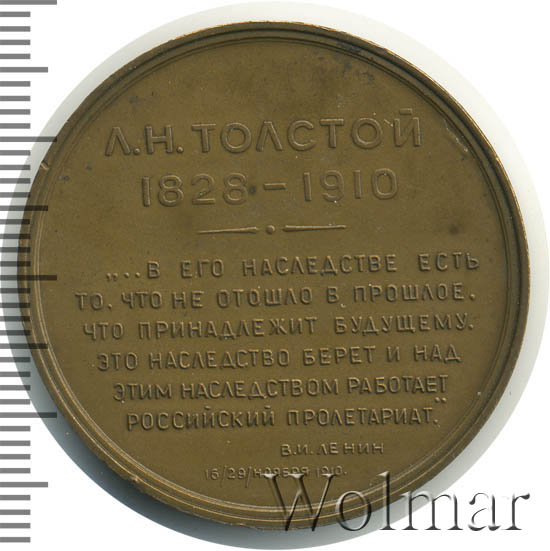 Л.Н.ТОЛСТОЙ
1828–1910
„... В ЕГО НАСЛЕДСТВЕ ЕСТЬ
ТО, ЧТО НЕ ОТОШЛО В ПРОШЛОЕ,
ЧТО ПРИНАДЛЕЖИТ БУДУЩЕМУ.
ЭТО НАСЛЕДСТВО БЕРЕТ И НАД
ЭТИМ НАСЛЕДСТВОМ РАБОТАЕТ
РОССИЙСКИЙ ПРОЛЕТАРИАТ."
В.И.ЛЕНИН
16/29/НОЯБРЯ 1910.
Wolmar